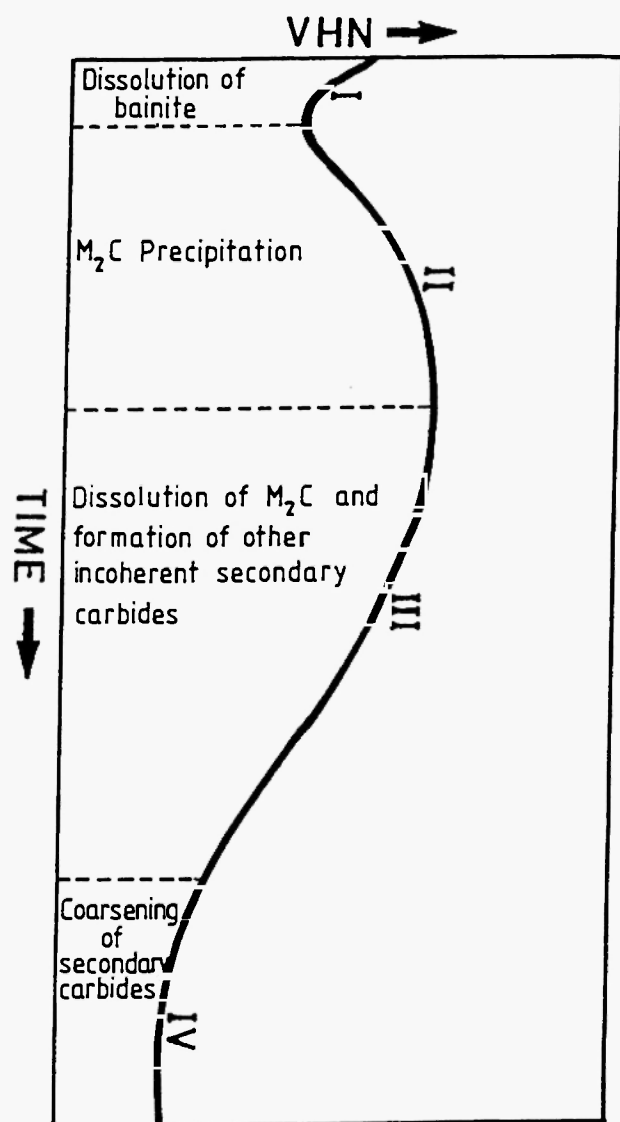 VHN
Dissolution of
bainite
I
M₂C Precipitation
II
TIME
Dissolution of M₂C and
formation of other
incoherent secondary
carbides
III
Coarsening
of
secondary
carbides
IV